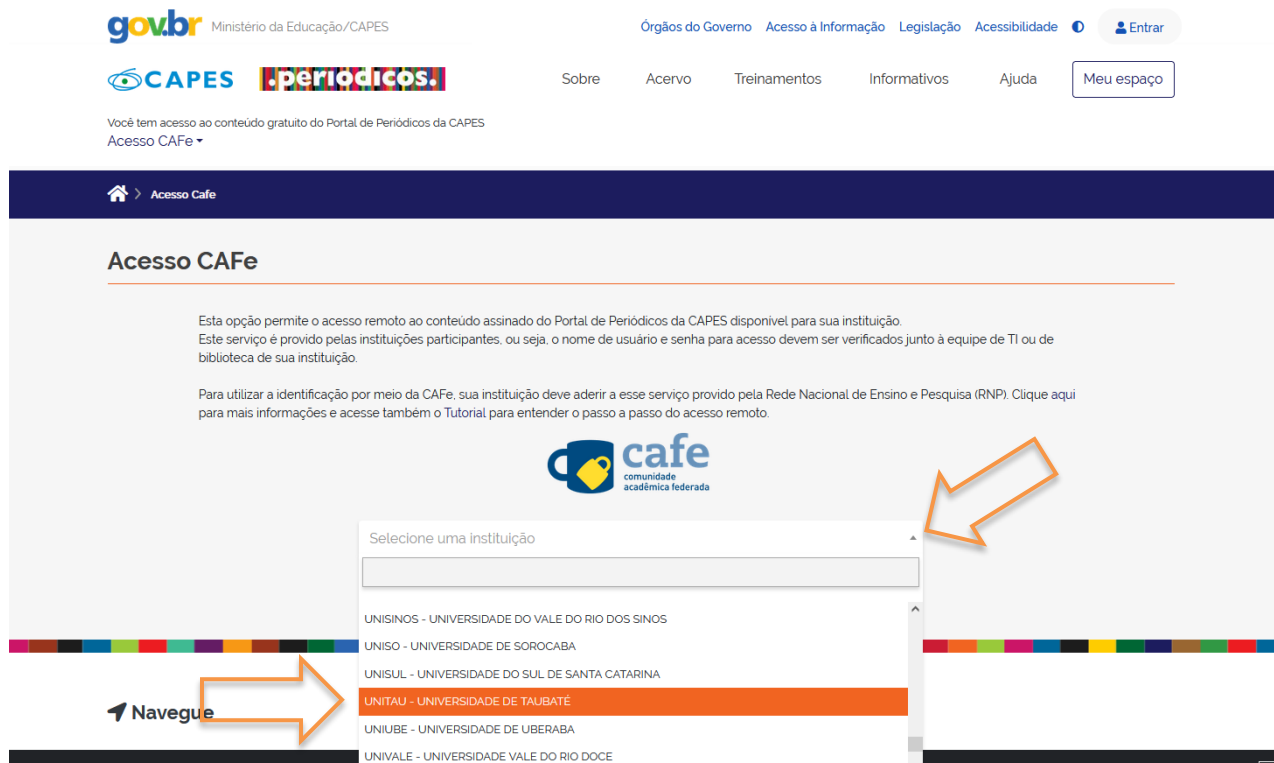 gov.br Ministério da Educação/CAPES Órgãos do Governo Acesso à Informação Legislação Acessibilidade Entrar
CAPES .periódicos. Sobre Acervo Treinamentos Informativos Ajuda Meu espaço
Você tem acesso ao conteúdo gratuito do Portal de Periódicos da CAPES
Acesso CAFe
Acesso Cafe
Acesso CAFe
Esta opção permite o acesso remoto ao conteúdo assinado do Portal de Periódicos da CAPES disponível para sua instituição.
Este serviço é provido pelas instituições participantes, ou seja, o nome de usuário e senha para acesso devem ser verificados junto à equipe de TI ou de
biblioteca de sua instituição.
Para utilizar a identificação por meio da CAFe, sua instituição deve aderir a esse serviço provido pela Rede Nacional de Ensino e Pesquisa (RNP). Clique aqui
para mais informações e acesse também o Tutorial para entender o passo a passo do acesso remoto.
cafe
comunidade
acadêmica federada
Selecione uma instituição
UNISINOS - UNIVERSIDADE DO VALE DO RIO DOS SINOS
UNISO - UNIVERSIDADE DE SOROCABA
UNISUL - UNIVERSIDADE DO SUL DE SANTA CATARINA
UNITAU - UNIVERSIDADE DE TAUBATÉ
Navegue
UNIUBE - UNIVERSIDADE DE UBERABA
UNIVALE - UNIVERSIDADE VALE DO RIO DOCE